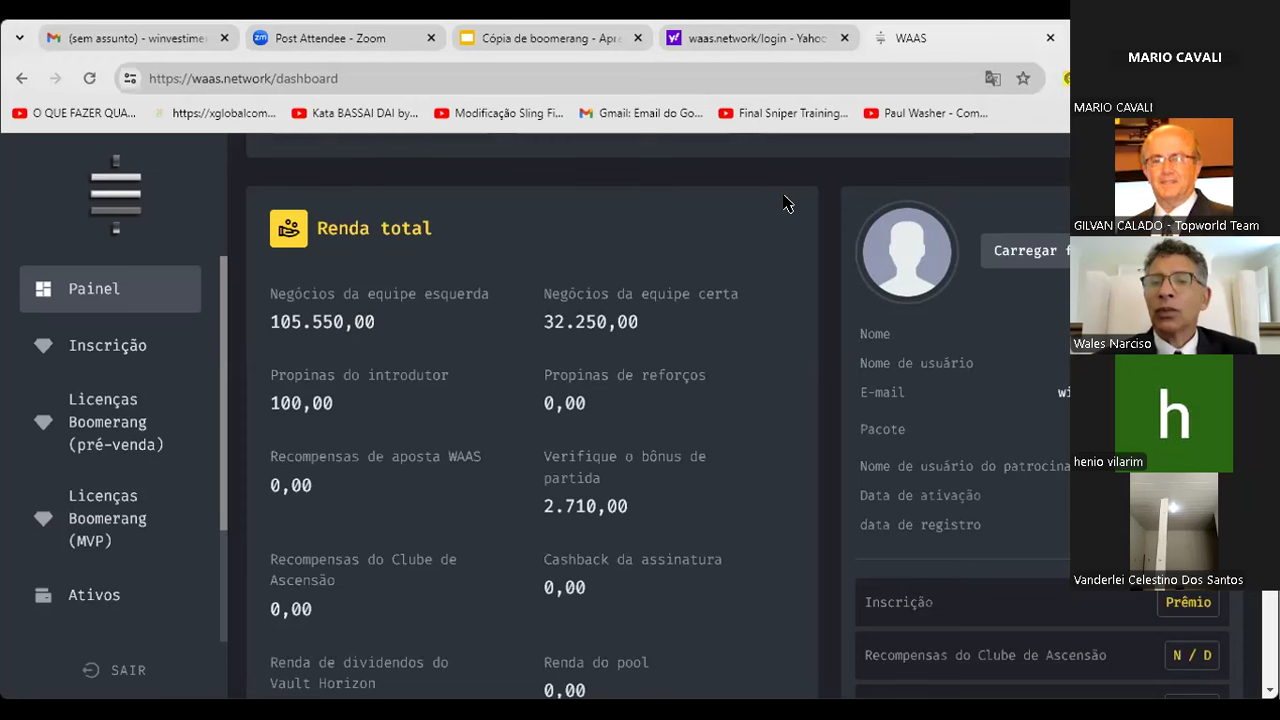 (sem assunto) - winvestime
Post Attendee - Zoom
Cópia de boomerang - Apre
waas.network/login - Yahoo
WAAS
https://waas.network/dashboard
O QUE FAZER QUA...
https://xglobalcom...
Kata BASSAI DAI by...
Modificação Sling Fi...
Gmail: Email do Go...
Final Sniper Training...
Paul Washer - Com...
Painel
Inscrição
Licenças
Boomerang
(pré-venda)
Licenças
Boomerang
(MVP)
Ativos
SAIR
Renda total
Negócios da equipe esquerda
105.550,00
Negócios da equipe certa
32.250,00
Propinas do introdutor
100,00
Propinas de reforços
0,00
Recompensas de aposta WAAS
0,00
Verifique o bônus de
partida
2.710,00
Recompensas do Clube de
Ascensão
0,00
Cashback da assinatura
0,00
Renda de dividendos do
Vault Horizon
Renda do pool
0,00
Carregar f
Nome
Nome de usuário
E-mail
wi
Pacote
Nome de usuário do patrocina
Data de ativação
data de registro
Inscrição
Prêmio
Recompensas do Clube de Ascensão
N / D
MARIO CAVALI
MARIO CAVALI
GILVAN CALADO - Topworld Team
Wales Narciso
h
henio vilarim
Vanderlei Celestino Dos Santos